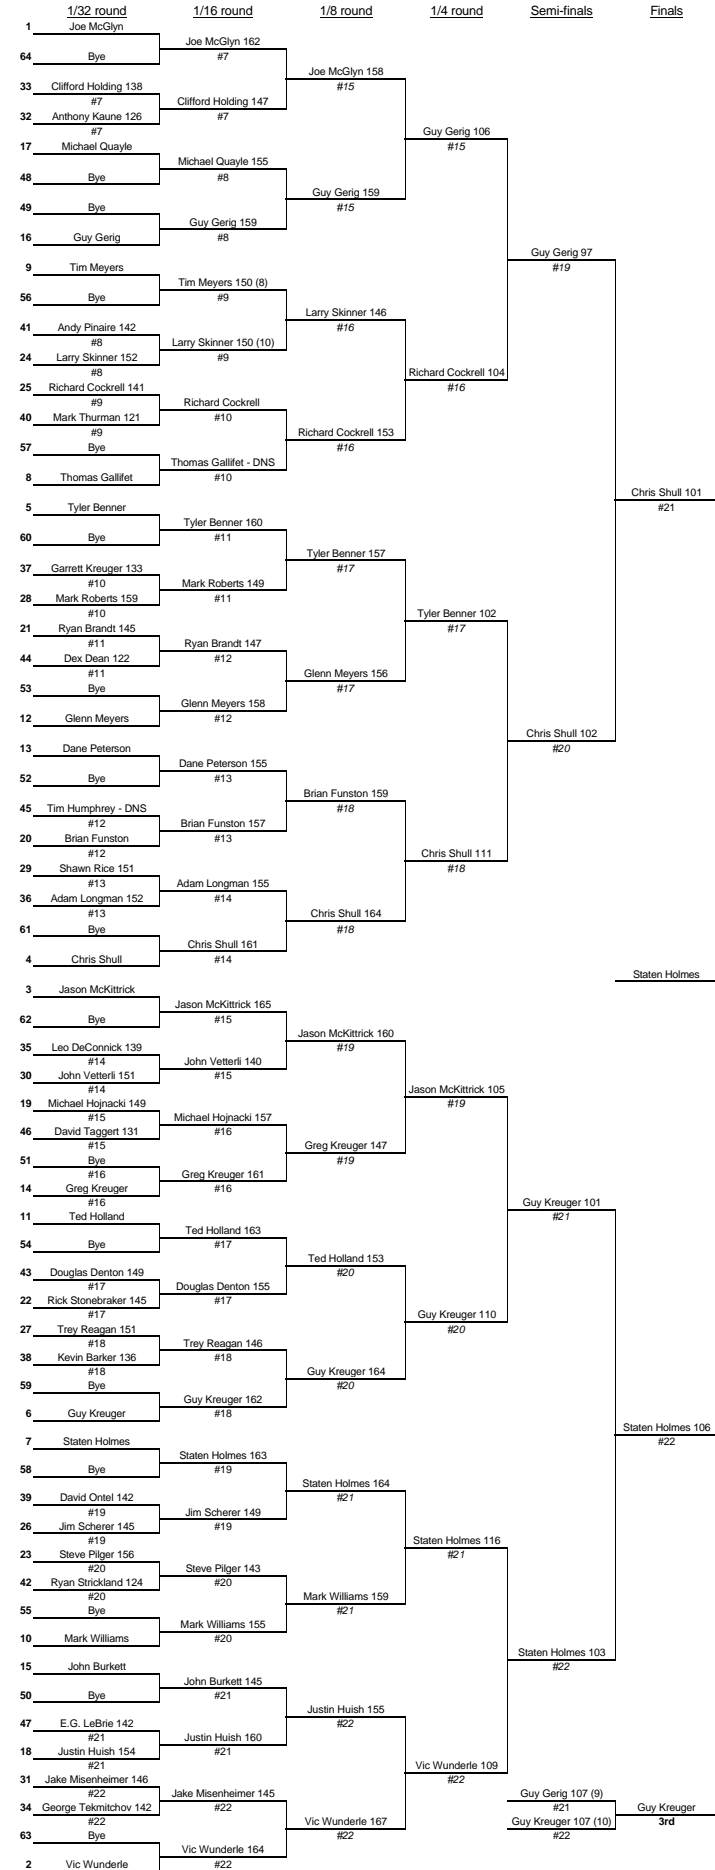 1/32 round 1/16 round 1/8 round 1/4 round Semi-finals Finals
1 Joe McGlyn
Joe McGlyn 162
64 Bye #7
Joe McGlyn 158
33 Clifford Holding 138 #15
#7 Clifford Holding 147
32 Anthony Kaune 126 #7
#7 Guy Gerig 106
17 Michael Quayle #15
Michael Quayle 155
48 Bye #8
Guy Gerig 159
49 Bye #15
Guy Gerig 159
16 Guy Gerig #8
Guy Gerig 97
9 Tim Meyers #19
Tim Meyers 150 (8)
56 Bye #9
Larry Skinner 146
41 Andy Pinaire 142 #16
#8 Larry Skinner 150 (10)
24 Larry Skinner 152 #9
#8 Richard Cockrell 104
25 Richard Cockrell 141 #16
#9 Richard Cockrell
40 Mark Thurman 121 #10
#9 Richard Cockrell 153
57 Bye #16
Thomas Gallifet - DNS
8 Thomas Gallifet #10
Chris Shull 101
5 Tyler Benner #21
Tyler Benner 160
60 Bye #11
Tyler Benner 157
37 Garrett Kreuger 133 #17
#10 Mark Roberts 149
28 Mark Roberts 159 #11
#10 Tyler Benner 102
21 Ryan Brandt 145 #17
#11 Ryan Brandt 147
44 Dex Dean 122 #12
#11 Glenn Meyers 156
53 Bye #17
Glenn Meyers 158
12 Glenn Meyers #12
Chris Shull 102
13 Dane Peterson #20
Dane Peterson 155
52 Bye #13
Brian Funston 159
45 Tim Humphrey - DNS #18
#12 Brian Funston 157
20 Brian Funston #13
#12 Chris Shull 111
29 Shawn Rice 151 #18
#13 Adam Longman 155
36 Adam Longman 152 #14
#13 Chris Shull 164
61 Bye #18
Chris Shull 161
4 Chris Shull #14
Staten Holmes
3 Jason McKittrick
Jason McKittrick 165
62 Bye #15
Jason McKittrick 160
35 Leo DeConnick 139 #19
#14 John Vetterli 140
30 John Vetterli 151 #15
#14 Jason McKittrick 105
19 Michael Hojnacki 149 #19
#15 Michael Hojnacki 157
46 David Taggert 131 #16
#15 Greg Kreuger 147
51 Bye #19
#16 Greg Kreuger 161
14 Greg Kreuger #16
#16 Guy Kreuger 101
11 Ted Holland #21
Ted Holland 163
54 Bye #17
Ted Holland 153
43 Douglas Denton 149 #20
#17 Douglas Denton 155
22 Rick Stonebraker 145 #17
#17 Guy Kreuger 110
27 Trey Reagan 151 #20
#18 Trey Reagan 146
38 Kevin Barker 136 #18
#18 Guy Kreuger 164
59 Bye #20
Guy Kreuger 162
6 Guy Kreuger #18
Staten Holmes 106
7 Staten Holmes #22
Staten Holmes 163
58 Bye #19
Staten Holmes 164
39 David Ontel 142 #21
#19 Jim Scherer 149
26 Jim Scherer 145 #19
#19 Staten Holmes 116
23 Steve Pilger 156 #21
#20 Steve Pilger 143
42 Ryan Strickland 124 #20
#20 Mark Williams 159
55 Bye #21
Mark Williams 155
10 Mark Williams #20
Staten Holmes 103
15 John Burkett #22
John Burkett 145
50 Bye #21
Justin Huish 155
47 E.G. LeBrie 142 #22
#21 Justin Huish 160
18 Justin Huish 154 #21
#21 Vic Wunderle 109
31 Jake Misenheimer 146 #22
#22 Jake Misenheimer 145 Guy Gerig 107 (9)
34 George Tekmitchov 142 #22 #21 Guy Kreuger
#22 Vic Wunderle 167 Guy Kreuger 107 (10) 3rd
63 Bye #22 #22
Vic Wunderle 164
2 Vic Wunderle #22